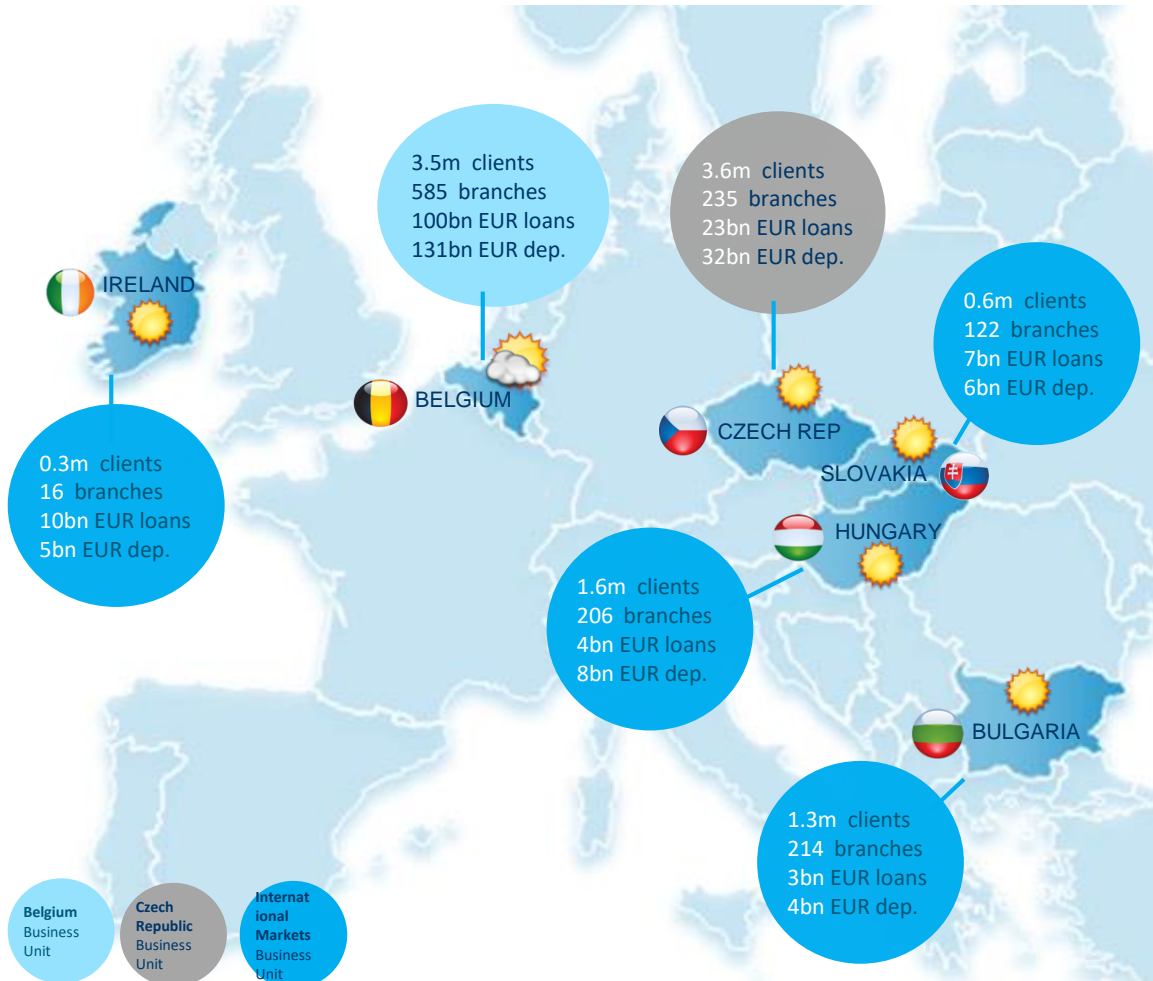 3.5m clients
585 branches
100bn EUR loans
131bn EUR dep.
3.6m clients
235 branches
23bn EUR loans
32bn EUR dep.
IRELAND
0.6m clients
122 branches
7bn EUR loans
6bn EUR dep.
BELGIUM
CZECH REP
SLOVAKIA
0.3m clients
16 branches
10bn EUR loans
5bn EUR dep.
HUNGARY
1.6m clients
206 branches
4bn EUR loans
8bn EUR dep.
BULGARIA
1.3m clients
214 branches
3bn EUR loans
4bn EUR dep.
Belgium
Business
Unit
Czech
Republic
Business
Unit
Internat
ional
Markets
Business
Unit